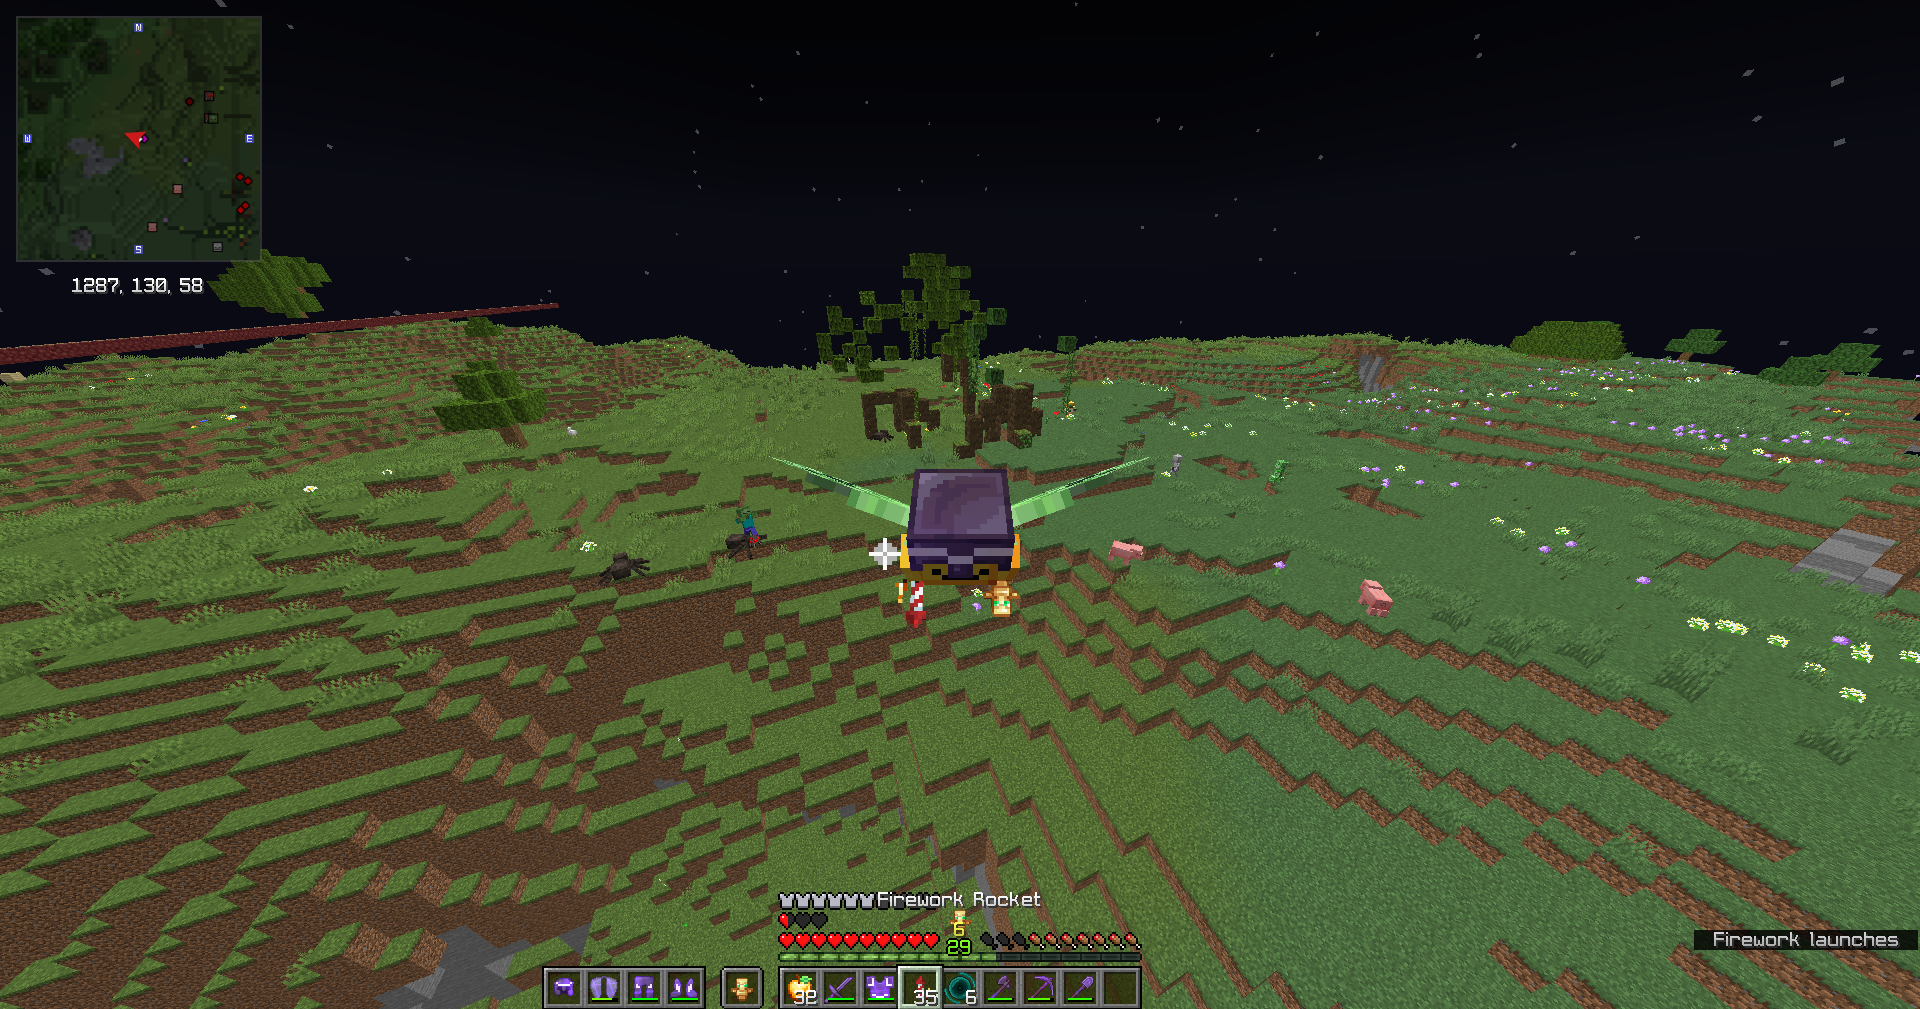 N
W
E
S
1287, 130, 58
Firework Rocket
6
29
Firework launches
32
35
6